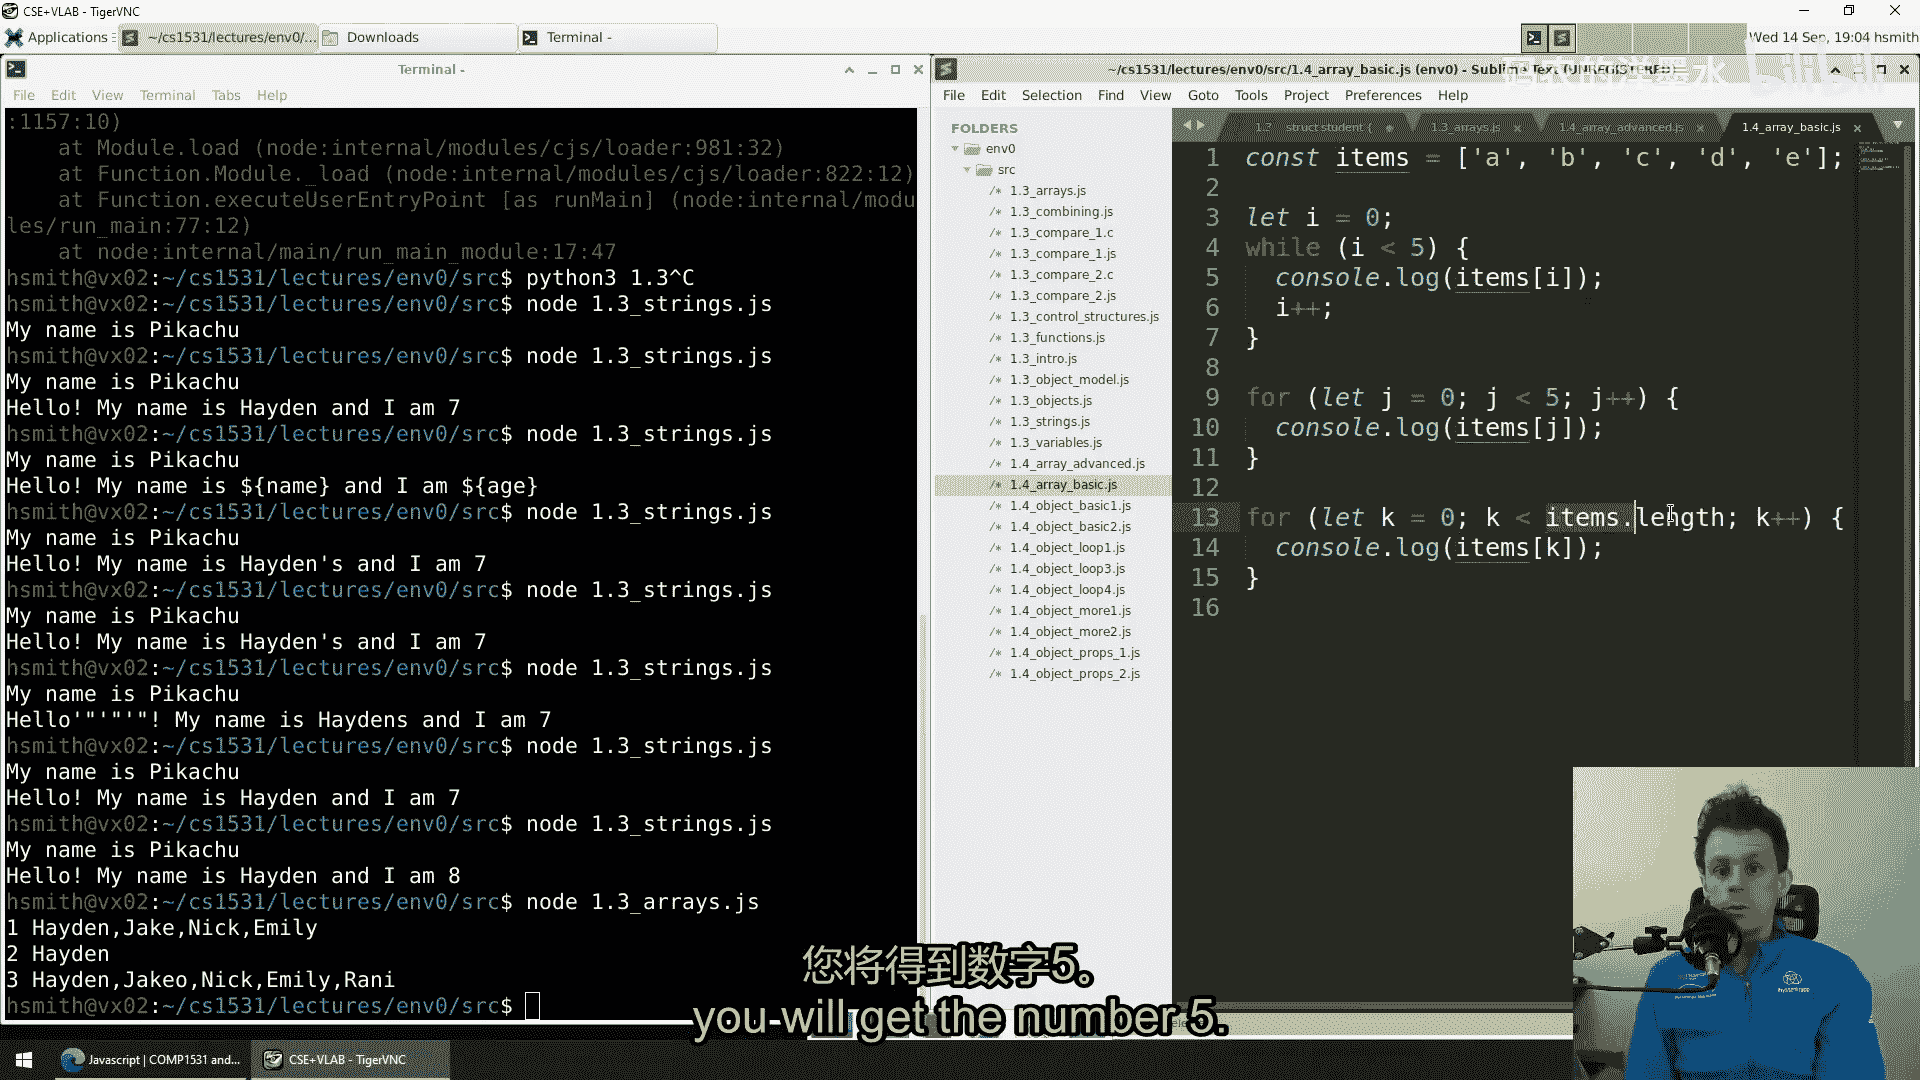 CSE+VLAB - TigerVNC
Applications
~/cs1531/lectures/env0/...
Downloads
Terminal -
Wed 14 Sep, 19:04 hsmith
Terminal -
File Edit View Terminal Tabs Help
:1157:10)
at Module.load (node:internal/modules/cjs/loader:981:32)
at Function.Module._load (node:internal/modules/cjs/loader:822:12)
at Function.executeUserEntryPoint [as runMain] (node:internal/modu
les/run_main:77:12)
at node:internal/main/run_main_module:17:47
hsmith@vx02:~/cs1531/lectures/env0/src$ python3 1.3^C
hsmith@vx02:~/cs1531/lectures/env0/src$ node 1.3_strings.js
My name is Pikachu
hsmith@vx02:~/cs1531/lectures/env0/src$ node 1.3_strings.js
My name is Pikachu
Hello! My name is Hayden and I am 7
hsmith@vx02:~/cs1531/lectures/env0/src$ node 1.3_strings.js
My name is Pikachu
Hello! My name is ${name} and I am ${age}
hsmith@vx02:~/cs1531/lectures/env0/src$ node 1.3_strings.js
My name is Pikachu
Hello! My name is Hayden's and I am 7
hsmith@vx02:~/cs1531/lectures/env0/src$ node 1.3_strings.js
My name is Pikachu
Hello! My name is Hayden's and I am 7
hsmith@vx02:~/cs1531/lectures/env0/src$ node 1.3_strings.js
My name is Pikachu
Hello'"'"'"! My name is Haydens and I am 7
hsmith@vx02:~/cs1531/lectures/env0/src$ node 1.3_strings.js
My name is Pikachu
Hello! My name is Hayden and I am 7
hsmith@vx02:~/cs1531/lectures/env0/src$ node 1.3_strings.js
My name is Pikachu
Hello! My name is Hayden and I am 8
hsmith@vx02:~/cs1531/lectures/env0/src$ node 1.3_arrays.js
1 Hayden,Jake,Nick,Emily
2 Hayden
3 Hayden,Jakeo,Nick,Emily,Rani
hsmith@vx02:~/cs1531/lectures/env0/src$
~/cs1531/lectures/env0/src/1.4_array_basic.js (env0) - Sublime Text (UNREGISTERED)
码农的洋墨水 bilibili
File Edit Selection Find View Goto Tools Project Preferences Help
FOLDERS
env0
src
/* 1.3_arrays.js
/* 1.3_combining.js
/* 1.3_compare_1.c
/* 1.3_compare_1.js
/* 1.3_compare_2.c
/* 1.3_compare_2.js
/* 1.3_control_structures.js
/* 1.3_functions.js
/* 1.3_intro.js
/* 1.3_object_model.js
/* 1.3_objects.js
/* 1.3_strings.js
/* 1.3_variables.js
/* 1.4_array_advanced.js
/* 1.4_array_basic.js
/* 1.4_object_basic1.js
/* 1.4_object_basic2.js
/* 1.4_object_loop1.js
/* 1.4_object_loop3.js
/* 1.4_object_loop4.js
/* 1.4_object_more1.js
/* 1.4_object_more2.js
/* 1.4_object_props_1.js
/* 1.4_object_props_2.js
struct student {
1.3_arrays.js
1.4_array_advanced.js
1.4_array_basic.js
1 const items = ['a', 'b', 'c', 'd', 'e'];
2
3 let i = 0;
4 while (i < 5) {
5 console.log(items[i]);
6 i++;
7 }
8
9 for (let j = 0; j < 5; j++) {
10 console.log(items[j]);
11 }
12
13 for (let k = 0; k < items.length; k++) {
14 console.log(items[k]);
15 }
16
您将得到数字5。
you will get the number 5.
Javascript | COMP1531 and...
CSE+VLAB - TigerVNC